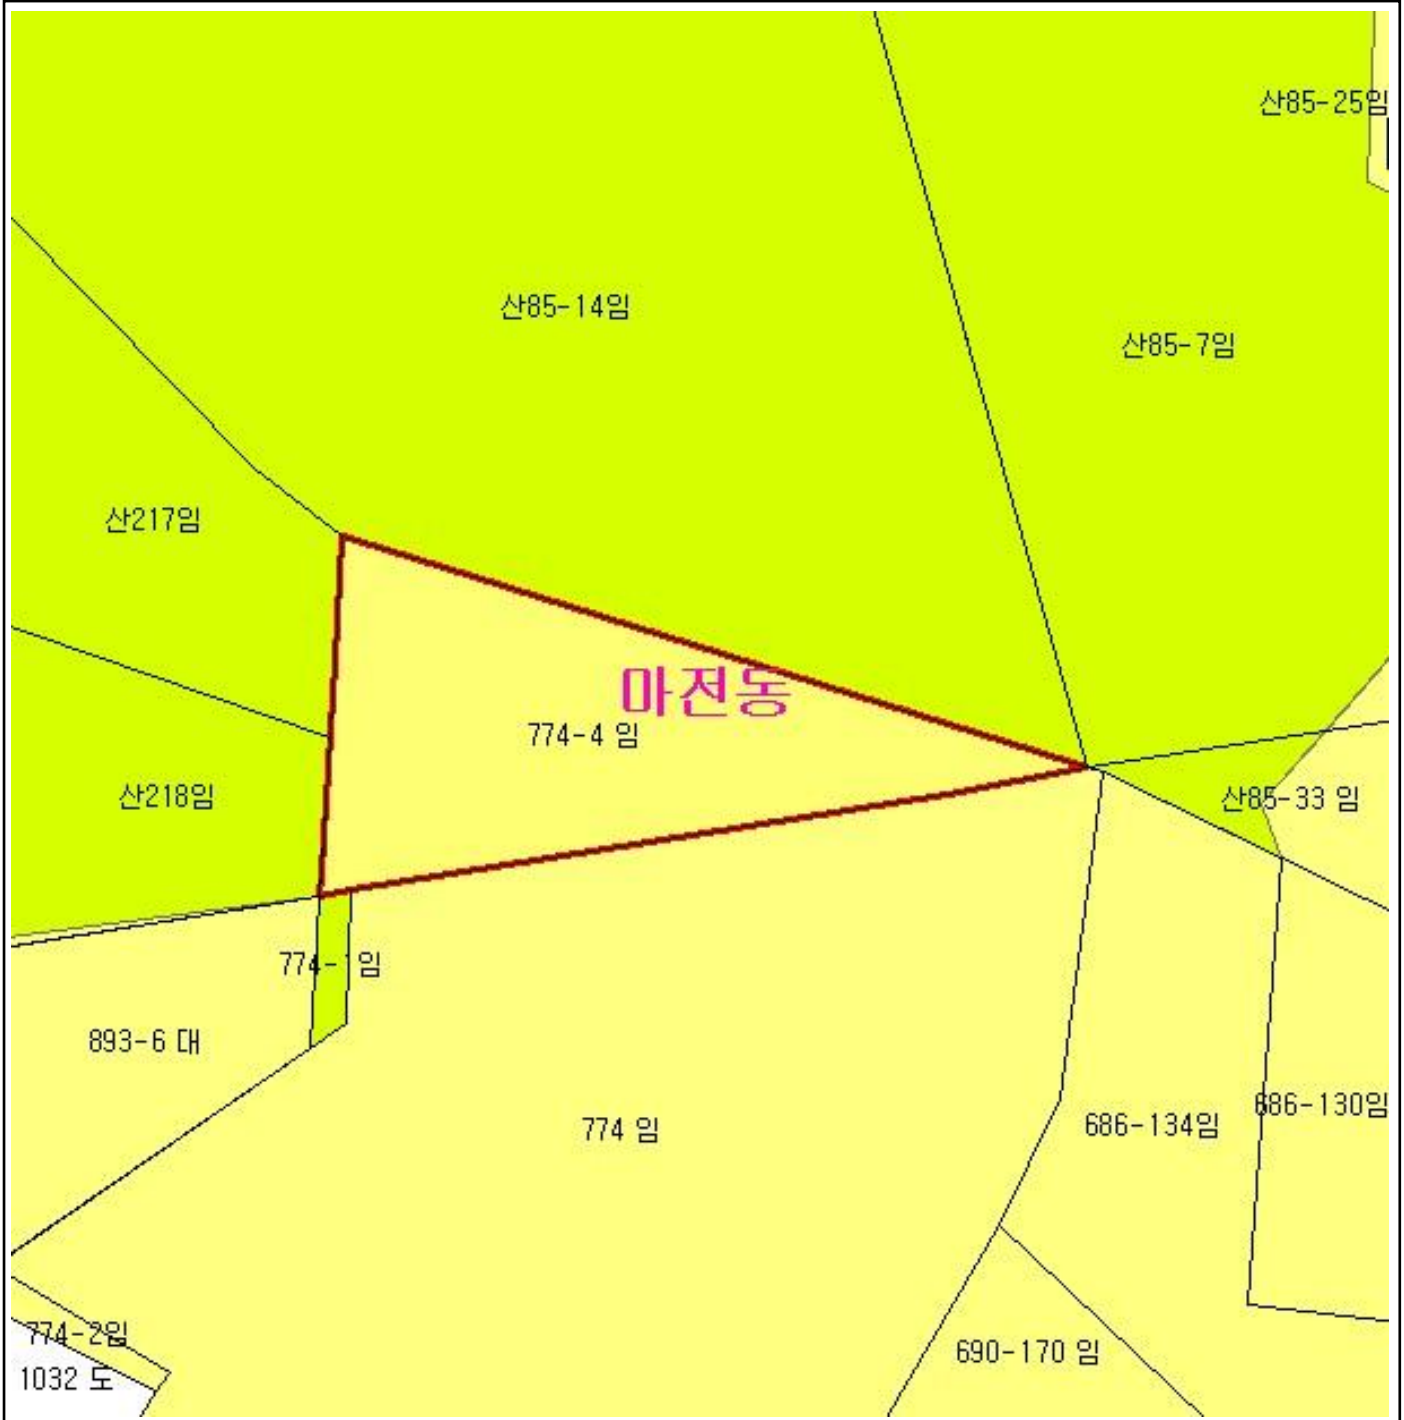 산85-25임
산85-14임
산85-7임
산217임
마전동
774-4 임
산218임
산85-33 임
774-1임
893-6 대
686-130임
686-134임
774 임
774-2임
690-170 임
1032 도